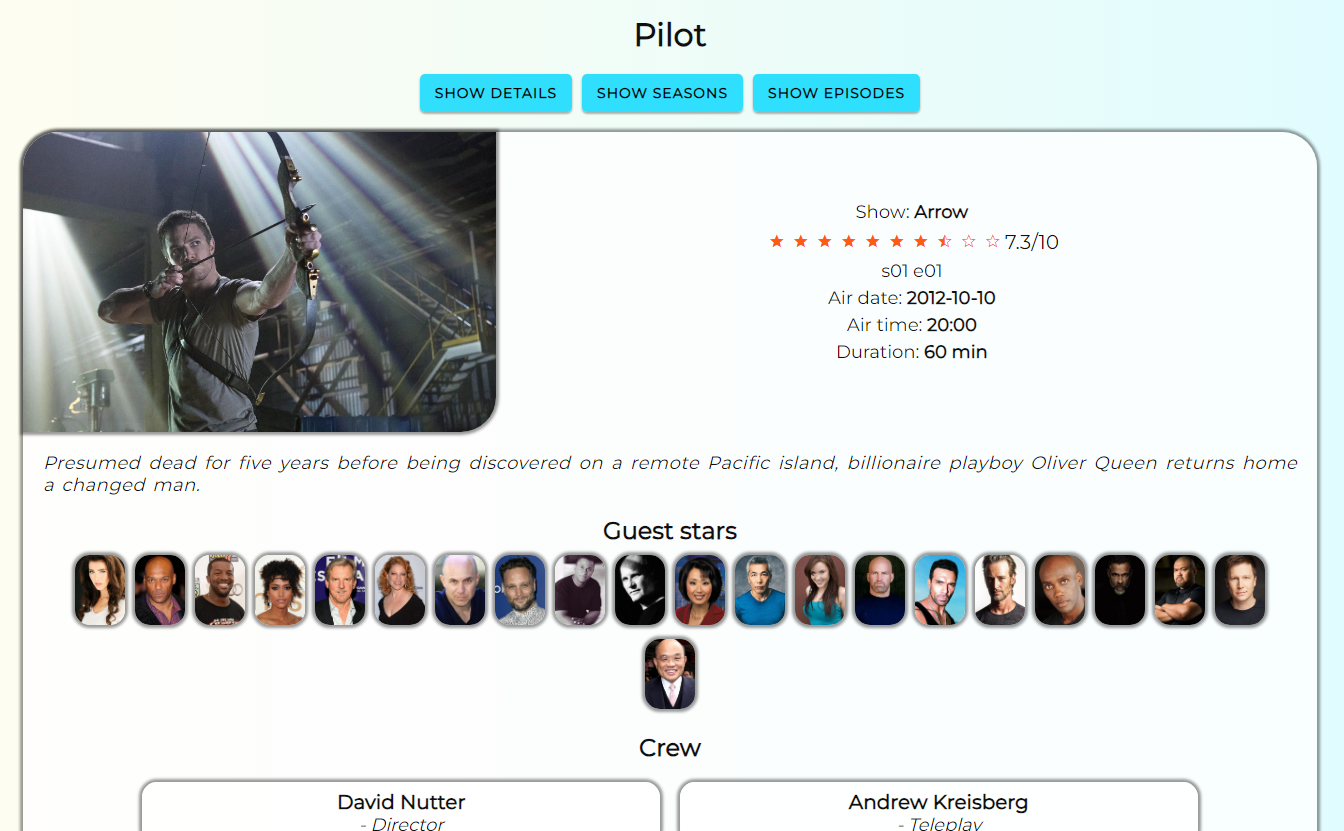 Pilot
SHOW DETAILS SHOW SEASONS SHOW EPISODES
Show: Arrow
7.3/10
s01 e01
Air date: 2012-10-10
Air time: 20:00
Duration: 60 min
Presumed dead for five years before being discovered on a remote Pacific island, billionaire playboy Oliver Queen returns home
a changed man.
Guest stars
Crew
David Nutter
- Director
Andrew Kreisberg
- Teleplay